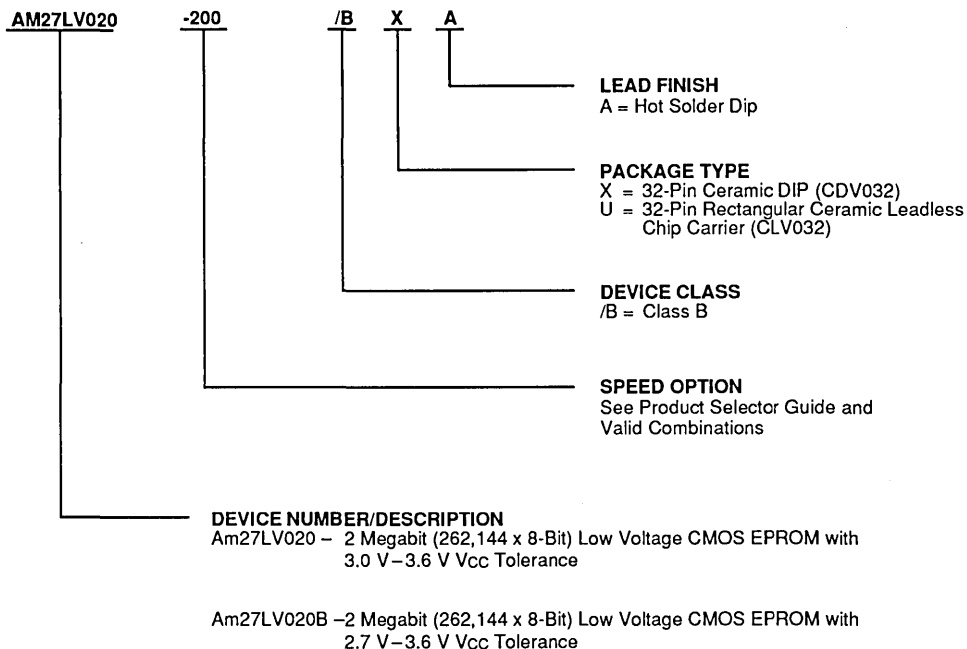 AM27LV020 -200 /B X A
LEAD FINISH
A = Hot Solder Dip
PACKAGE TYPE
X = 32-Pin Ceramic DIP (CDV032)
U = 32-Pin Rectangular Ceramic Leadless
Chip Carrier (CLV032)
DEVICE CLASS
/B = Class B
SPEED OPTION
See Product Selector Guide and
Valid Combinations
DEVICE NUMBER/DESCRIPTION
Am27LV020 – 2 Megabit (262,144 x 8-Bit) Low Voltage CMOS EPROM with
3.0 V–3.6 V VCC Tolerance
Am27LV020B –2 Megabit (262,144 x 8-Bit) Low Voltage CMOS EPROM with
2.7 V–3.6 V VCC Tolerance